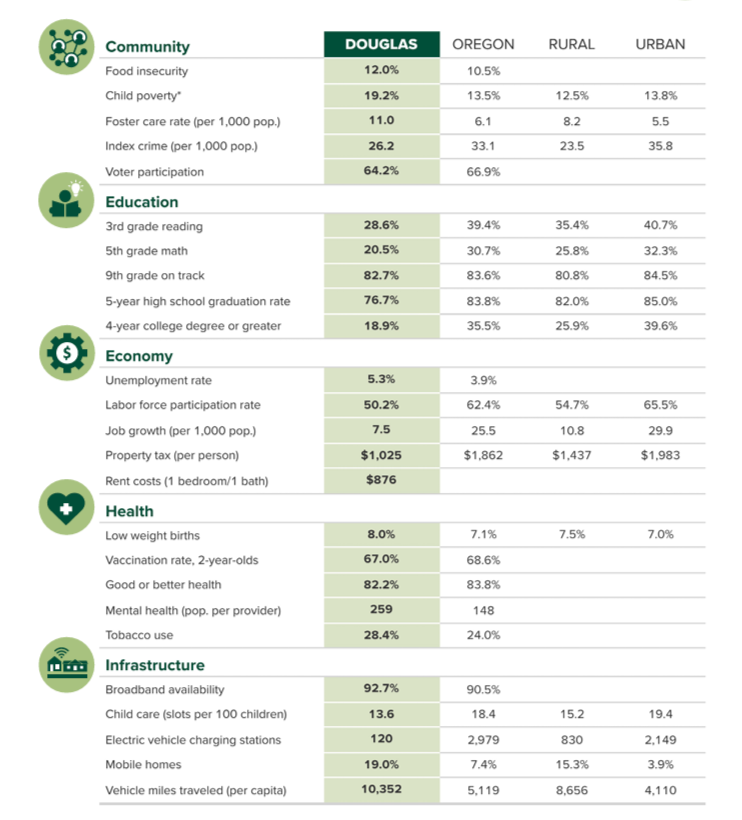 Community DOUGLAS OREGON RURAL URBAN
Food insecurity 12.0% 10.5%
Child poverty* 19.2% 13.5% 12.5% 13.8%
Foster care rate (per 1,000 pop.) 11.0 6.1 8.2 5.5
Index crime (per 1,000 pop.) 26.2 33.1 23.5 35.8
Voter participation 64.2% 66.9%
Education
3rd grade reading 28.6% 39.4% 35.4% 40.7%
5th grade math 20.5% 30.7% 25.8% 32.3%
9th grade on track 82.7% 83.6% 80.8% 84.5%
5-year high school graduation rate 76.7% 83.8% 82.0% 85.0%
4-year college degree or greater 18.9% 35.5% 25.9% 39.6%
$
Economy
Unemployment rate 5.3% 3.9%
Labor force participation rate 50.2% 62.4% 54.7% 65.5%
Job growth (per 1,000 pop.) 7.5 25.5 10.8 29.9
Property tax (per person) $1,025 $1,862 $1,437 $1,983
Rent costs (1 bedroom/1 bath) $876
Health
Low weight births 8.0% 7.1% 7.5% 7.0%
Vaccination rate, 2-year-olds 67.0% 68.6%
Good or better health 82.2% 83.8%
Mental health (pop. per provider) 259 148
Tobacco use 28.4% 24.0%
Infrastructure
Broadband availability 92.7% 90.5%
Child care (slots per 100 children) 13.6 18.4 15.2 19.4
Electric vehicle charging stations 120 2,979 830 2,149
Mobile homes 19.0% 7.4% 15.3% 3.9%
Vehicle miles traveled (per capita) 10,352 5,119 8,656 4,110